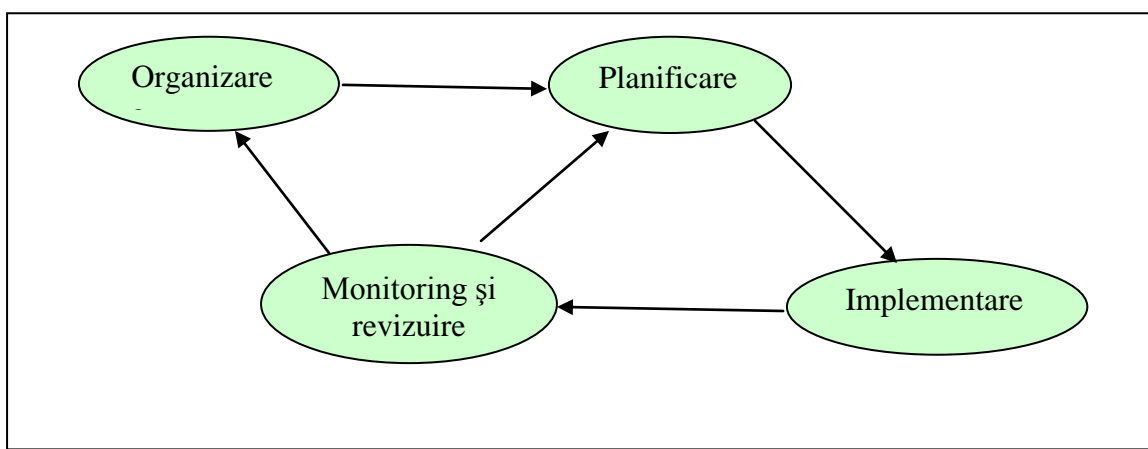 Organizare
Planificare
Monitoring şi
revizuire
Implementare